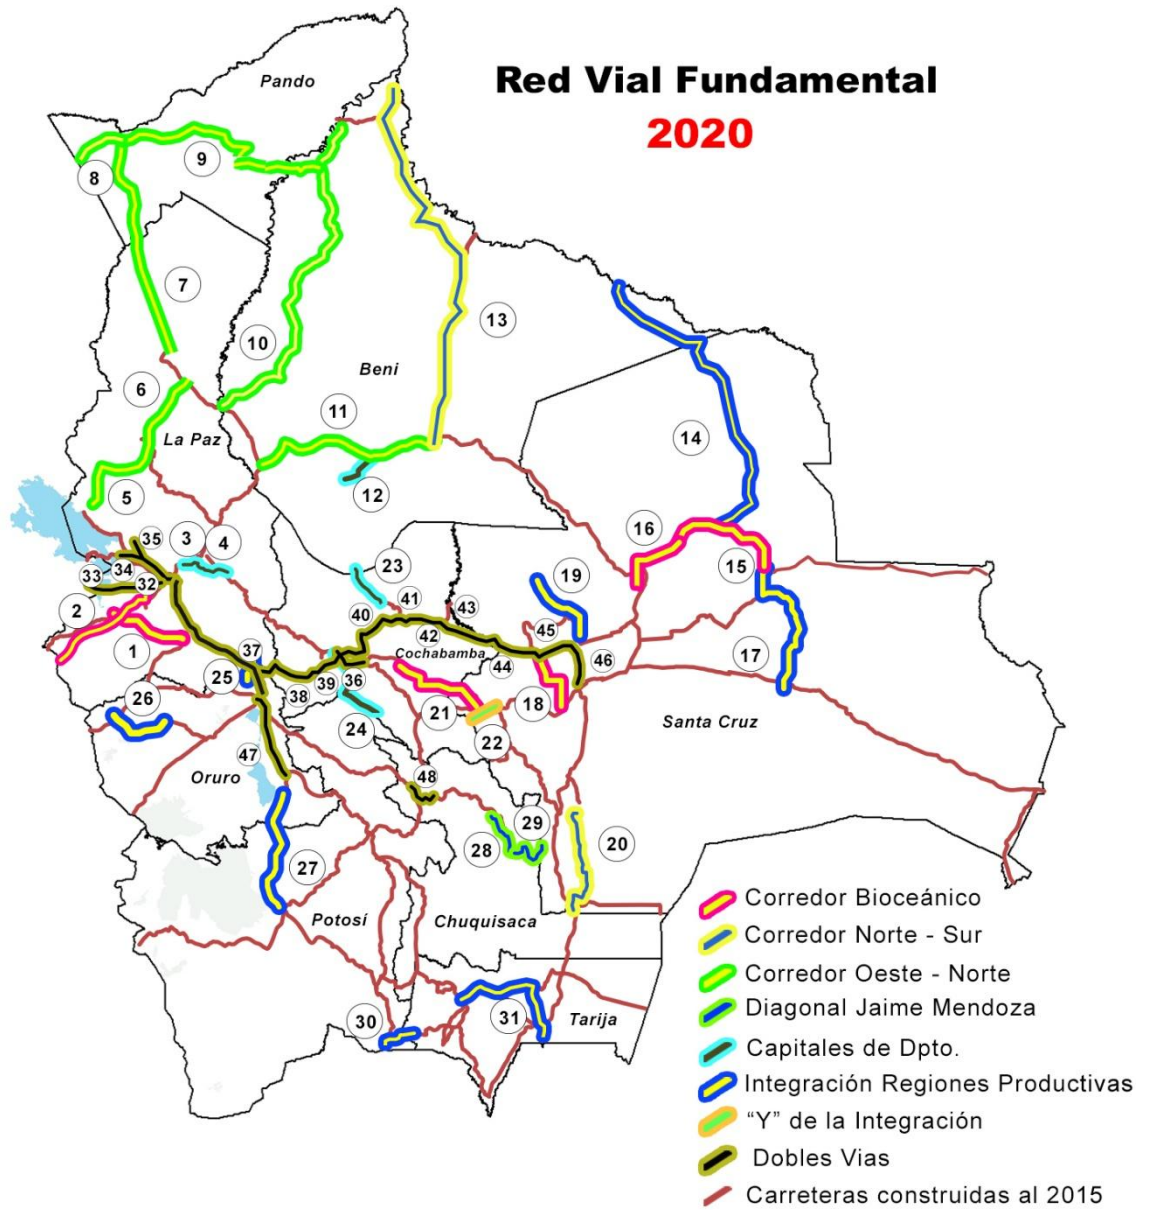 Red Vial Fundamental
2020
Pando
9
8
7
13
10
Beni
6
11
14
La Paz
12
5
16
35
3
4
23
19
15
34
33
32
41
43
2
40
42
45
1
37
Cochabamba
44
46
17
25
38
39
36
26
21
18
24
22
Santa Cruz
47
Oruro
48
29
28
20
27
Potosí
Chuquisaca
30
31
Tarija
Corredor Bioceánico
Corredor Norte - Sur
Corredor Oeste - Norte
Diagonal Jaime Mendoza
Capitales de Dpto.
Integración Regiones Productivas
“Y” de la Integración
Dobles Vias
Carreteras construidas al 2015